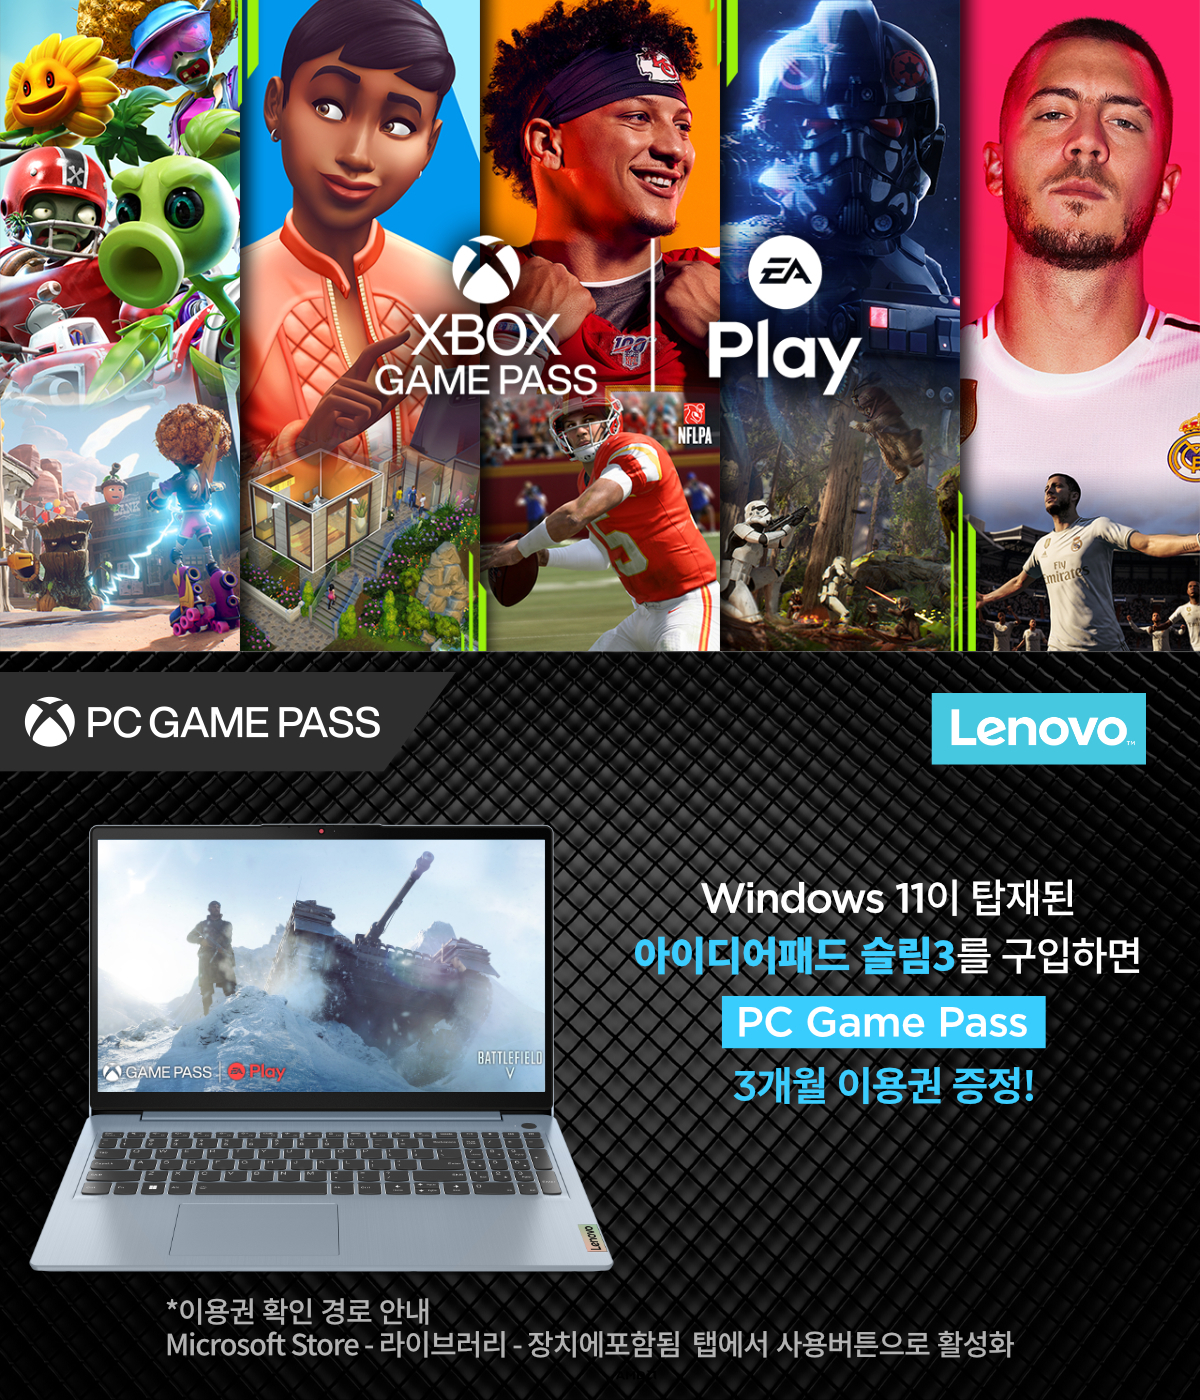 XBOX
GAME PASS
EA
Play
NFLPA
Fly
Emirates
PC GAME PASS
Lenovo™
GAME PASS
EA Play
BATTLEFIELD
V
Lenovo
Windows 11이 탑재된
아이디어패드 슬림3를 구입하면
PC Game Pass
3개월 이용권 증정!
*이용권 확인 경로 안내
Microsoft Store - 라이브러리 - 장치에포함됨 탭에서 사용버튼으로 활성화